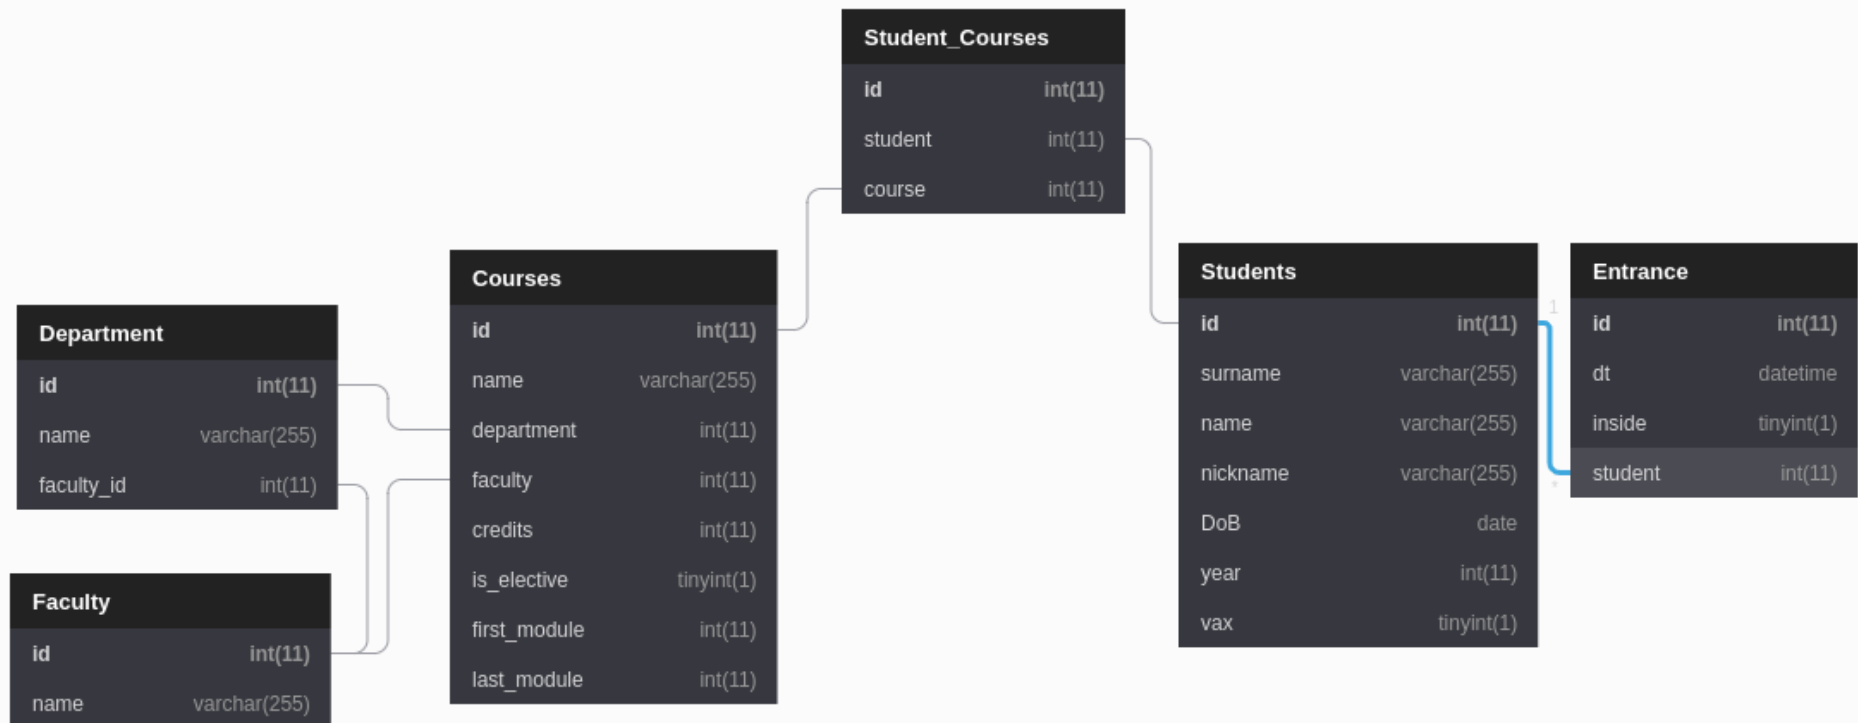 Student_Courses
id int(11)
student int(11)
course int(11)
Courses
id int(11)
name varchar(255)
department int(11)
faculty int(11)
credits int(11)
is_elective tinyint(1)
first_module int(11)
last_module int(11)
Department
id int(11)
name varchar(255)
faculty_id int(11)
Faculty
id int(11)
name varchar(255)
Students
id int(11)
surname varchar(255)
name varchar(255)
nickname varchar(255)
DoB date
year int(11)
vax tinyint(1)
1
*
Entrance
id int(11)
dt datetime
inside tinyint(1)
student int(11)